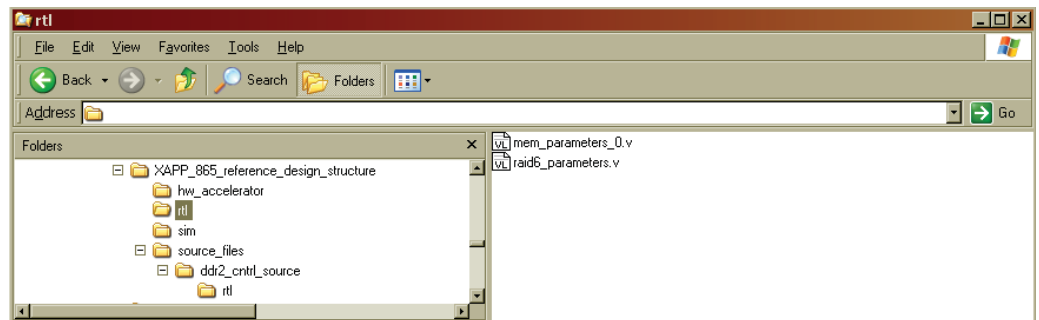 rtl
File Edit View Favorites Tools Help
Back Search Folders
Address Go
Folders x
mem_parameters_0.v
raid6_parameters.v
XAPP_865_reference_design_structure
hw_accelerator
rtl
sim
source_files
ddr2_cntrl_source
rtl